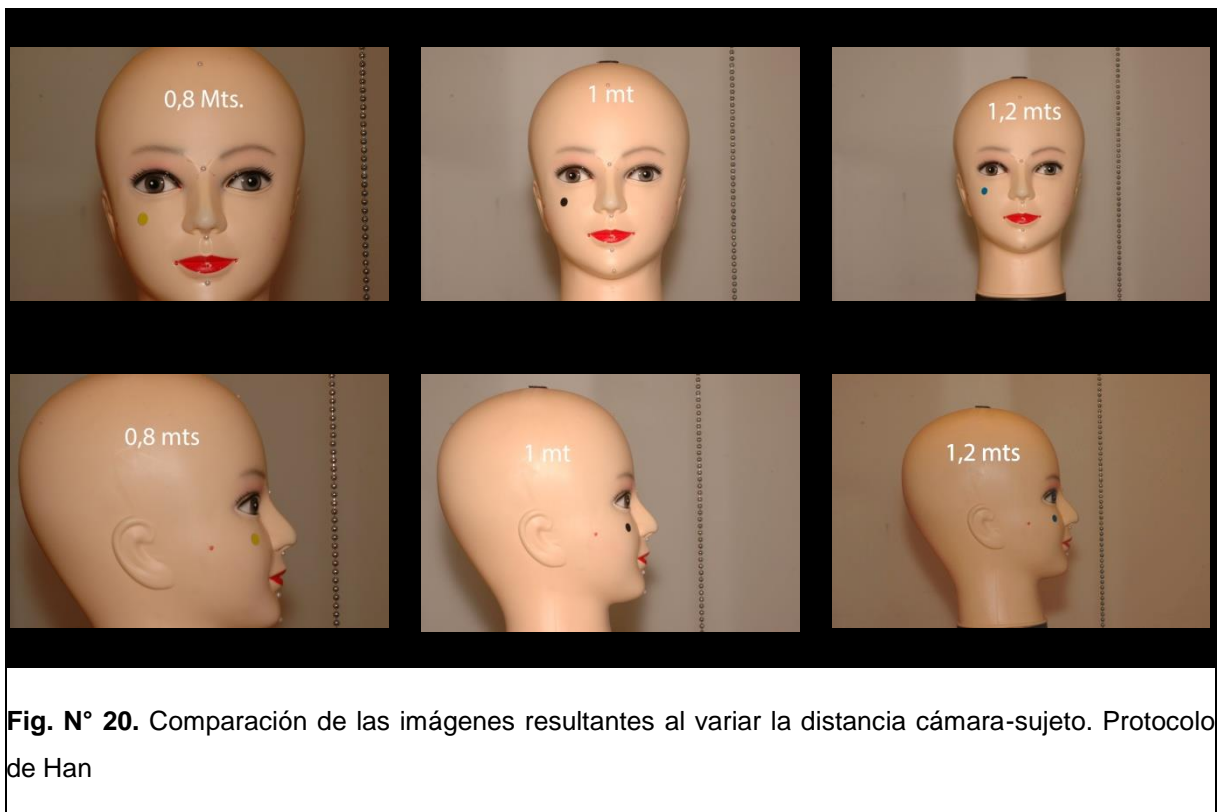 0,8 Mts.
1 mt
1,2 mts
0,8 mts
1 mt
1,2 mts
Fig. N° 20. Comparación de las imágenes resultantes al variar la distancia cámara-sujeto. Protocolo
de Han